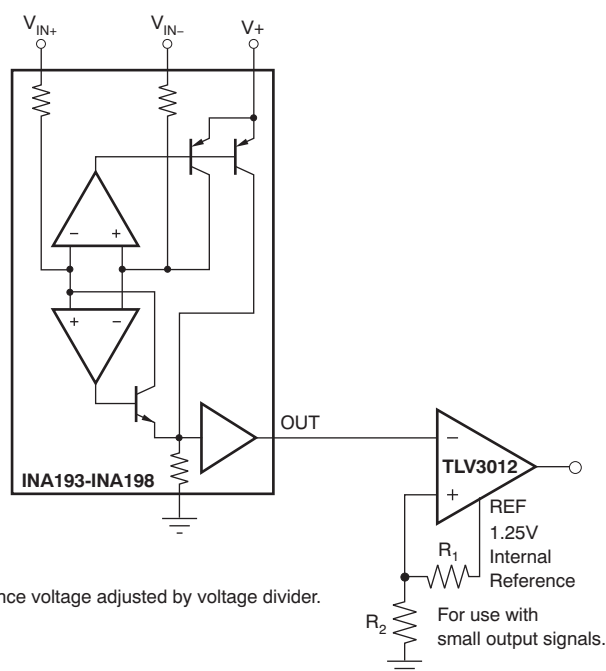 VIN+
VIN−
V+
−
+
+
−
OUT
INA193-INA198
−
TLV3012
+
REF
1.25V
Internal
Reference
R1
R2
For use with
small output signals.
nce voltage adjusted by voltage divider.